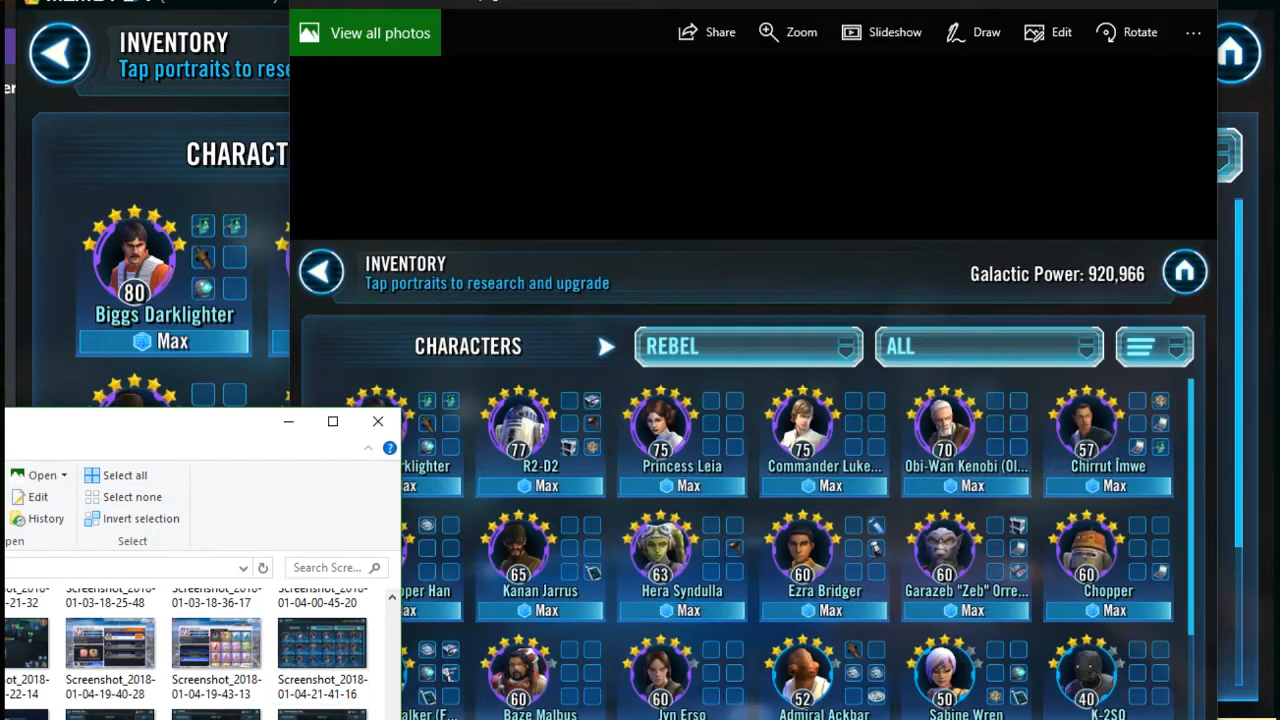 INVENTORY
Tap portraits to rese
CHARACT
80
Biggs Darklighter
Max
View all photos
Share
Zoom
Slideshow
Draw
Edit
Rotate
INVENTORY
Tap portraits to research and upgrade
Galactic Power: 920,966
CHARACTERS
REBEL
ALL
77
75
75
70
57
rklighter
R2-D2
Princess Leia
Commander Luke...
Obi-Wan Kenobi (Ol...
Chirrut Îmwe
ax
Max
Max
Max
Max
Max
65
63
60
60
60
per Han
Kanan Jarrus
Hera Syndulla
Ezra Bridger
Garazeb "Zeb" Orre...
Chopper
ax
Max
Max
Max
Max
Max
60
60
52
50
40
alker (F...
Baze Malbus
Jyn Erso
Admiral Ackbar
Sabine Wren
K-2SO
Open
Select all
Edit
Select none
History
Invert selection
pen
Select
Search Scre...
Screenshot_2018-
Screenshot_2018-
Screenshot_2018-
-21-32
01-03-18-25-48
01-03-18-36-17
01-04-00-45-20
_2018-
Screenshot_2018-
Screenshot_2018-
Screenshot_2018-
-22-14
01-04-19-40-28
01-04-19-43-13
01-04-21-41-16